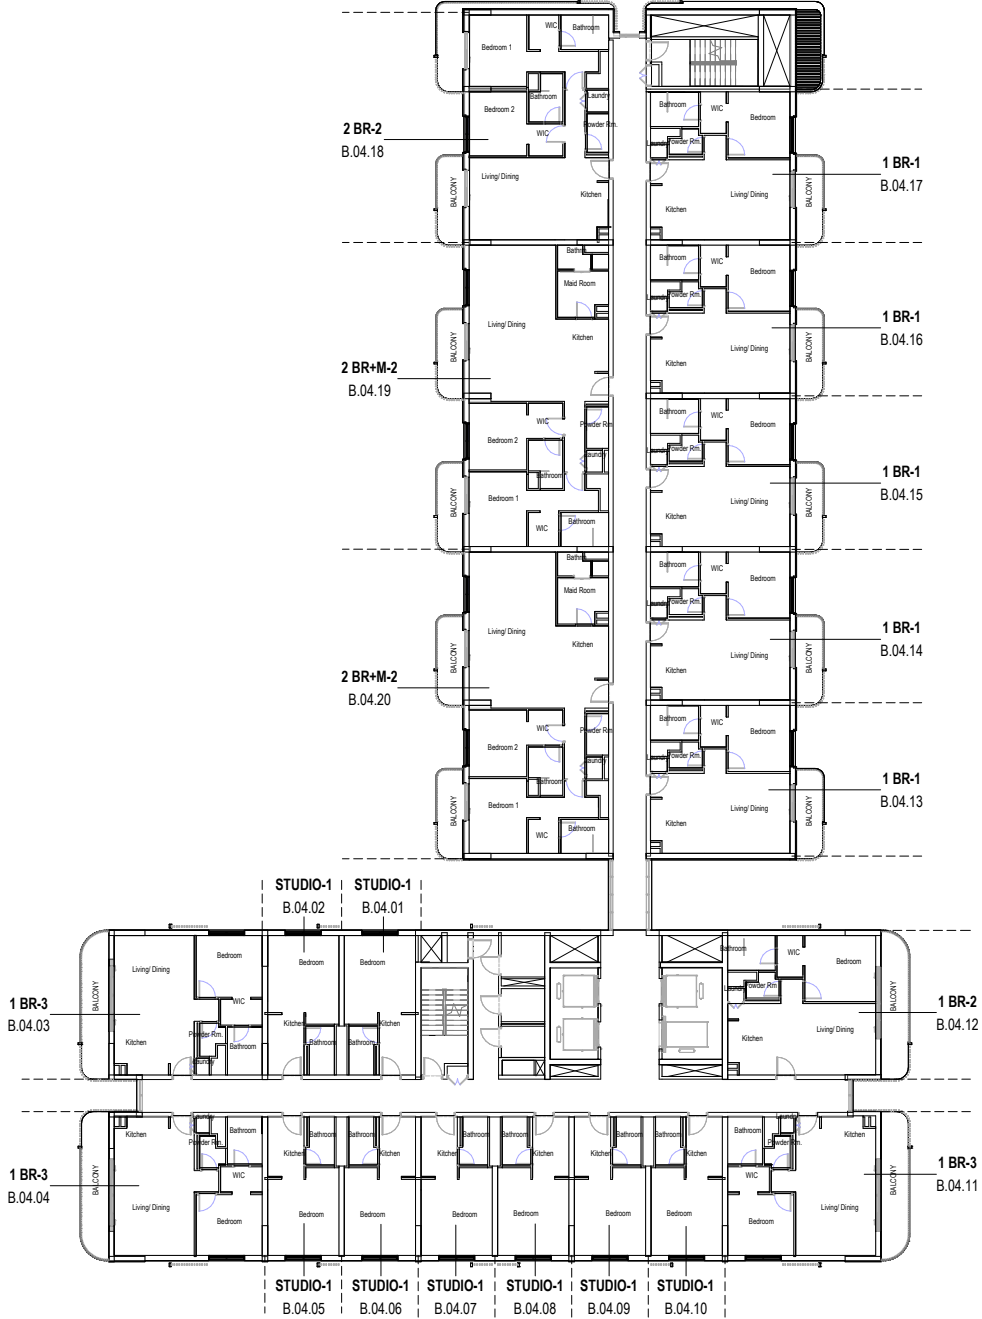 WIC
Bathroom
Bedroom 1
Bathroom
Laundry
Bedroom 2
Powder Rm.
WIC
2 BR-2
B.04.18
Living/ Dining
BALCONY
Kitchen
Bathroom
WIC
Bedroom
Laundry
Powder Rm.
1 BR-1
B.04.17
Living/ Dining
BALCONY
Kitchen
Maid Room
Living/ Dining
Kitchen
BALCONY
2 BR+M-2
B.04.19
WIC
Powder Rm
Bedroom 2
Laundry
Bathroom
Bedroom 1
BALCONY
WIC
Bathroom
Bathroom
WIC
Bedroom
Laundry
Powder Rm.
1 BR-1
B.04.16
Living/ Dining
BALCONY
Kitchen
Bathroom
WIC
Bedroom
Laundry
Powder Rm.
1 BR-1
B.04.15
Living/ Dining
BALCONY
Kitchen
Maid Room
Living/ Dining
Kitchen
BALCONY
2 BR+M-2
B.04.20
WIC
Powder Rm
Bedroom 2
Laundry
Bathroom
Bedroom 1
BALCONY
WIC
Bathroom
Bathroom
WIC
Bedroom
Laundry
Powder Rm.
1 BR-1
B.04.14
Living/ Dining
BALCONY
Kitchen
Bathroom
WIC
Bedroom
Laundry
Powder Rm.
1 BR-1
B.04.13
Living/ Dining
BALCONY
Kitchen
STUDIO-1
B.04.02
STUDIO-1
B.04.01
Living/ Dining
Bedroom
BALCONY
1 BR-3
B.04.03
WIC
Kitchen
Powder Rm.
Bathroom
Laundry
Bedroom
Kitchen
Bathroom
Bedroom
Kitchen
Bathroom
Bathroom
WIC
Bedroom
Laundry
Powder Rm
BALCONY
1 BR-2
B.04.12
Living/ Dining
Kitchen
Laundry
Kitchen
Powder Rm.
Bathroom
WIC
1 BR-3
B.04.04
BALCONY
Living/ Dining
Bedroom
Bathroom
Kitchen
Bedroom
Bathroom
Kitchen
Bedroom
Bathroom
Kitchen
Bedroom
Bathroom
Kitchen
Bedroom
Bathroom
Kitchen
Bedroom
Bathroom
Kitchen
Bedroom
Laundry
Kitchen
Bathroom
Powder Rm.
WIC
1 BR-3
B.04.11
BALCONY
Living/ Dining
Bedroom
STUDIO-1
B.04.05
STUDIO-1
B.04.06
STUDIO-1
B.04.07
STUDIO-1
B.04.08
STUDIO-1
B.04.09
STUDIO-1
B.04.10